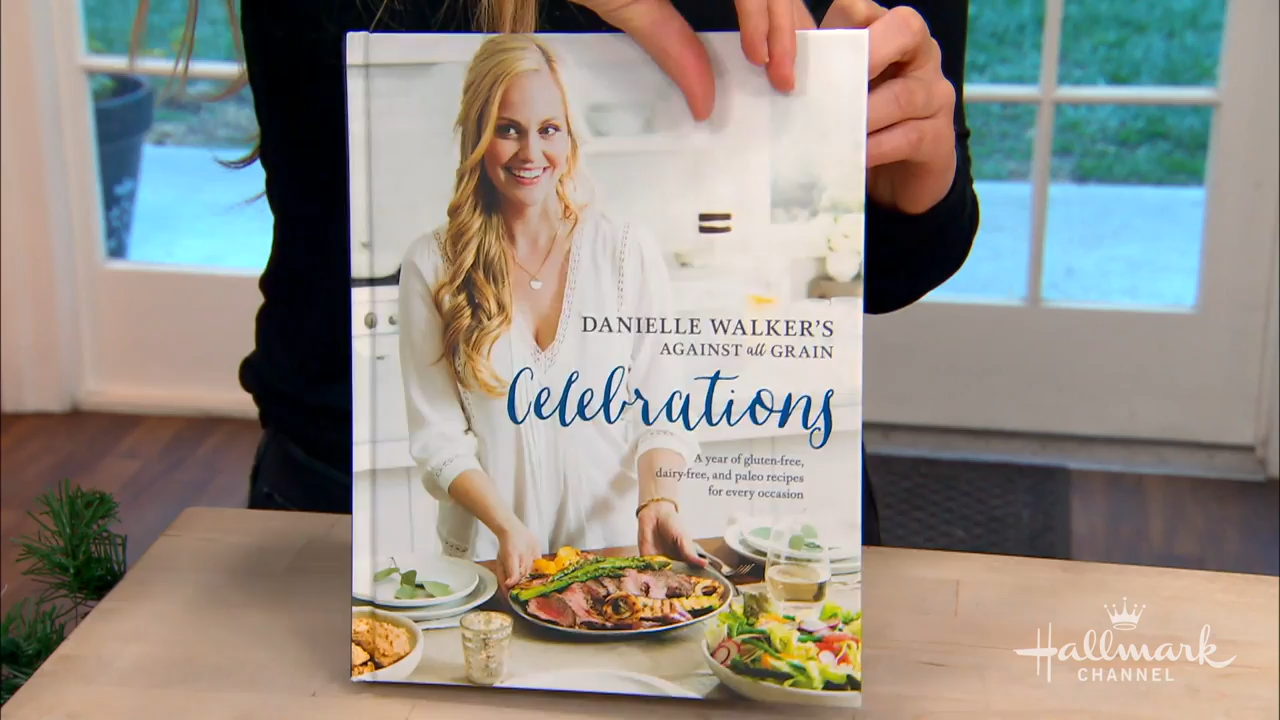 DANIELLE WALKER'S
AGAINST all GRAIN
Celebrations
A year of gluten-free,
dairy-free, and paleo recipes
for every occasion
Hallmark
CHANNEL